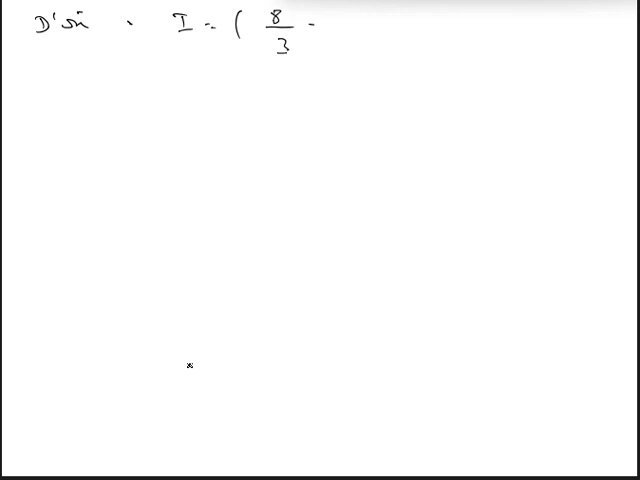 D'où : I = ( 8/3 -